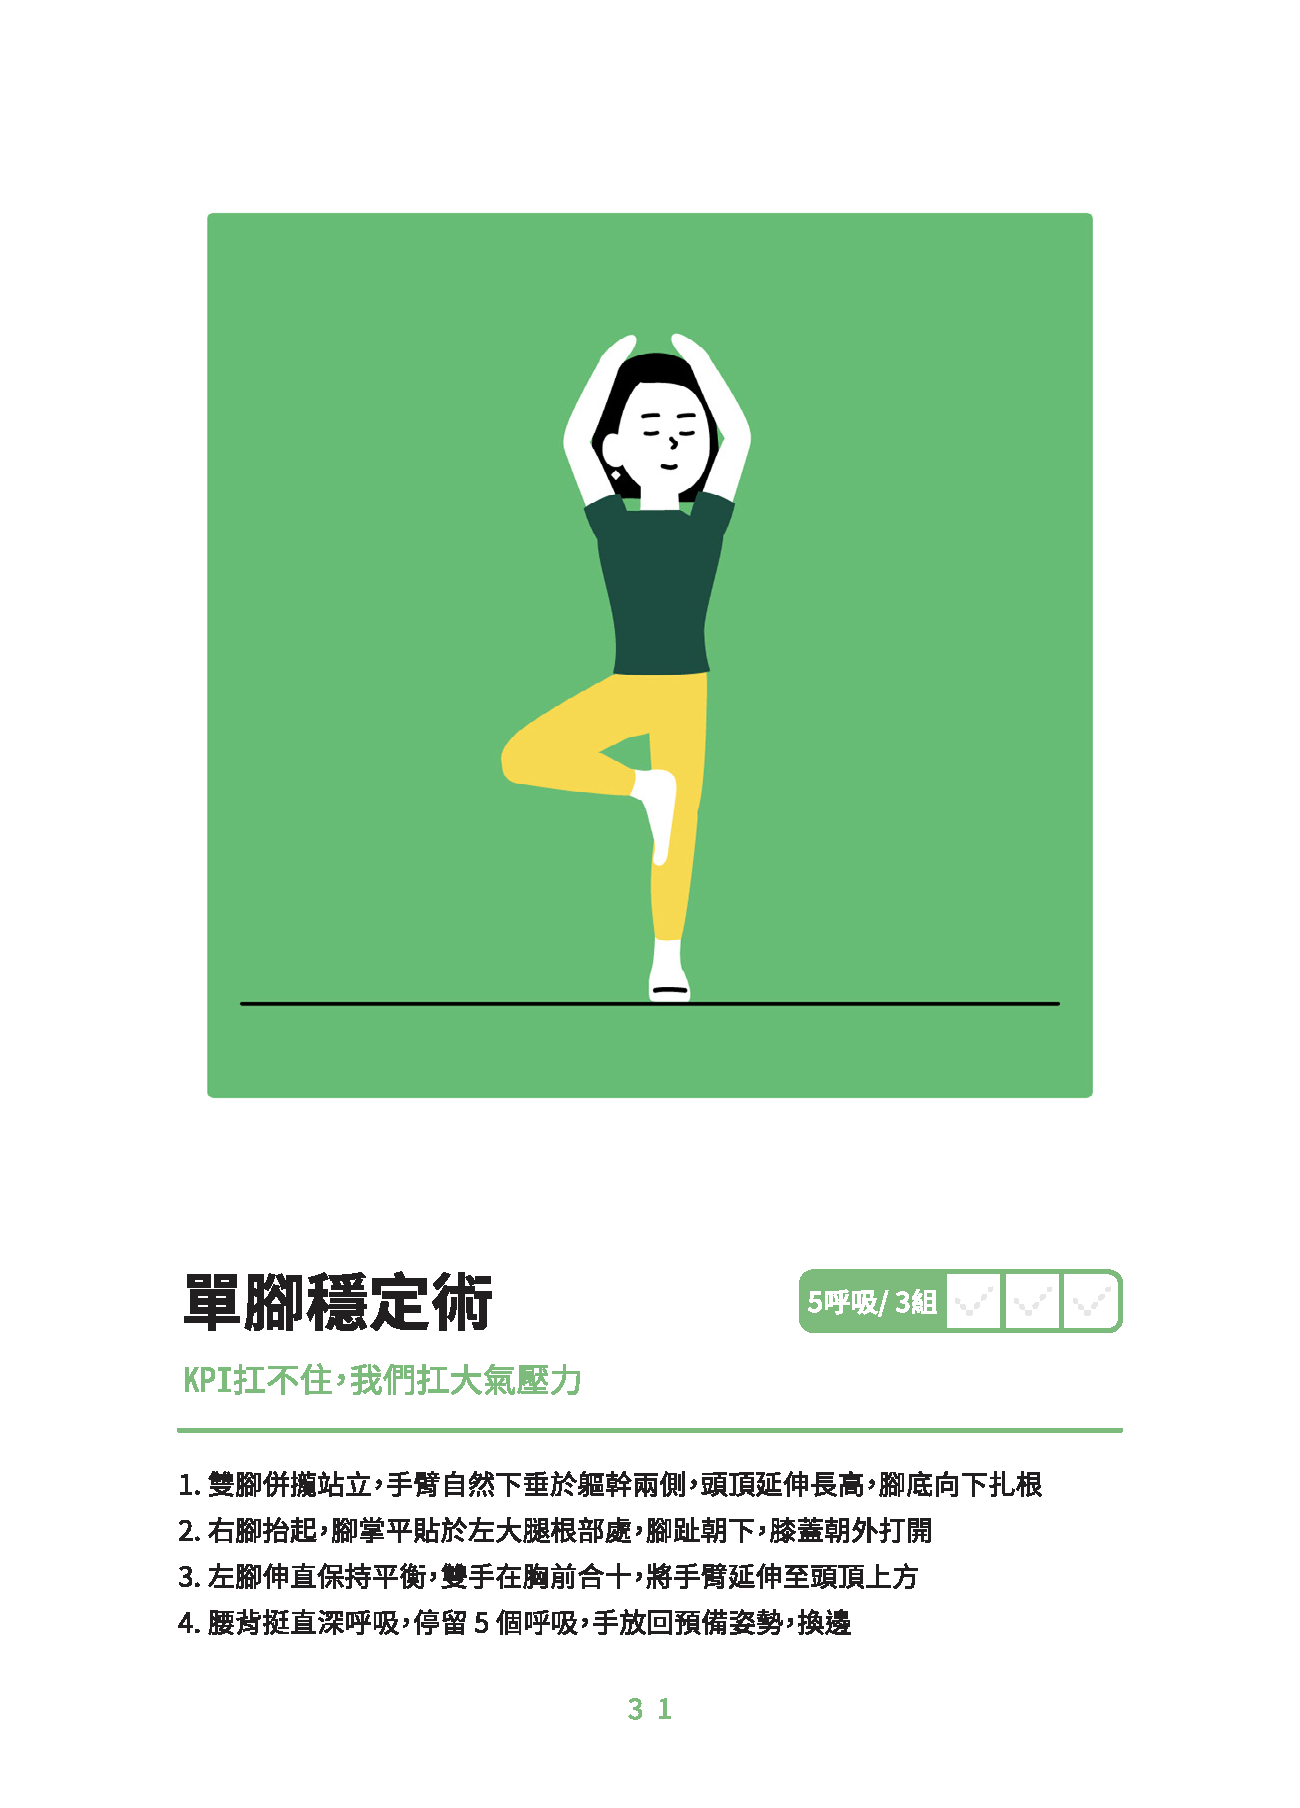 單腳穩定術
5呼吸/ 3組
KPI扛不住，我們扛大氣壓力
1. 雙腳併攏站立，手臂自然下垂於軀幹兩側，頭頂延伸長高，腳底向下扎根
2. 右腳抬起，腳掌平貼於左大腿根部處，腳趾朝下，膝蓋朝外打開
3. 左腳伸直保持平衡，雙手在胸前合十，將手臂延伸至頭頂上方
4. 腰背挺直深呼吸，停留 5 個呼吸，手放回預備姿勢，換邊
3 1